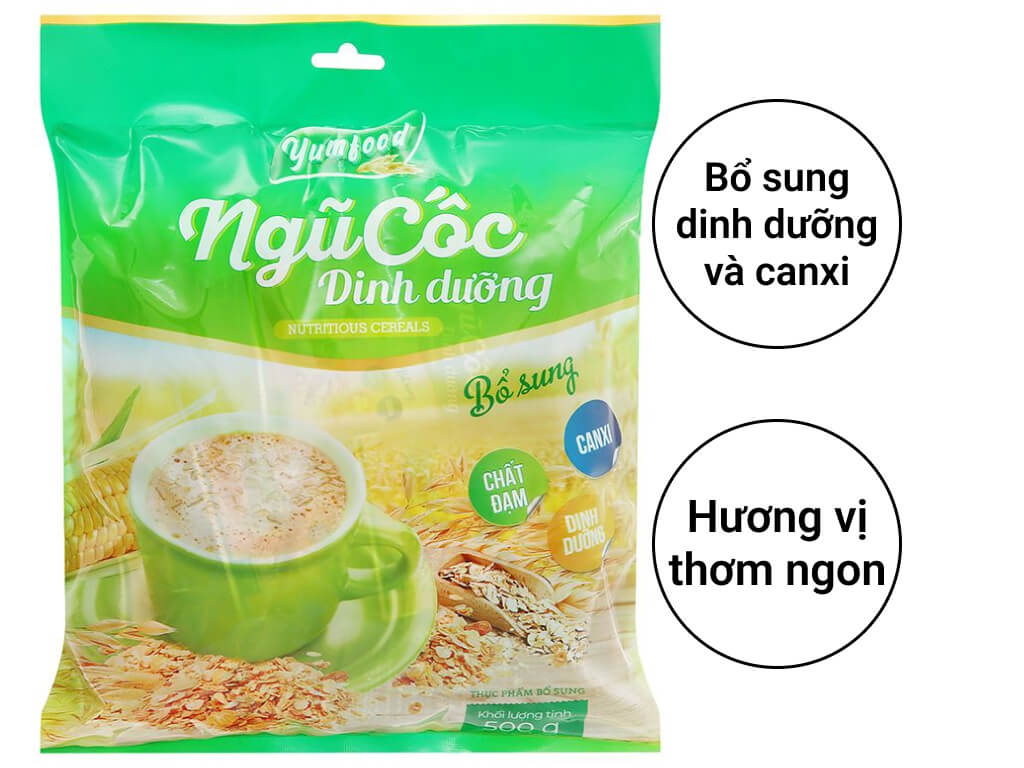 Yumfood
Ngũ Cốc
Dinh dưỡng
NUTRITIOUS CEREALS
Bổ sung
CANXI
CHẤT
ĐẠM
DINH
DƯỠNG
THỰC PHẨM BỔ SUNG
Khối lượng tịnh
500 g
Bổ sung
dinh dưỡng
và canxi
Hương vị
thơm ngon